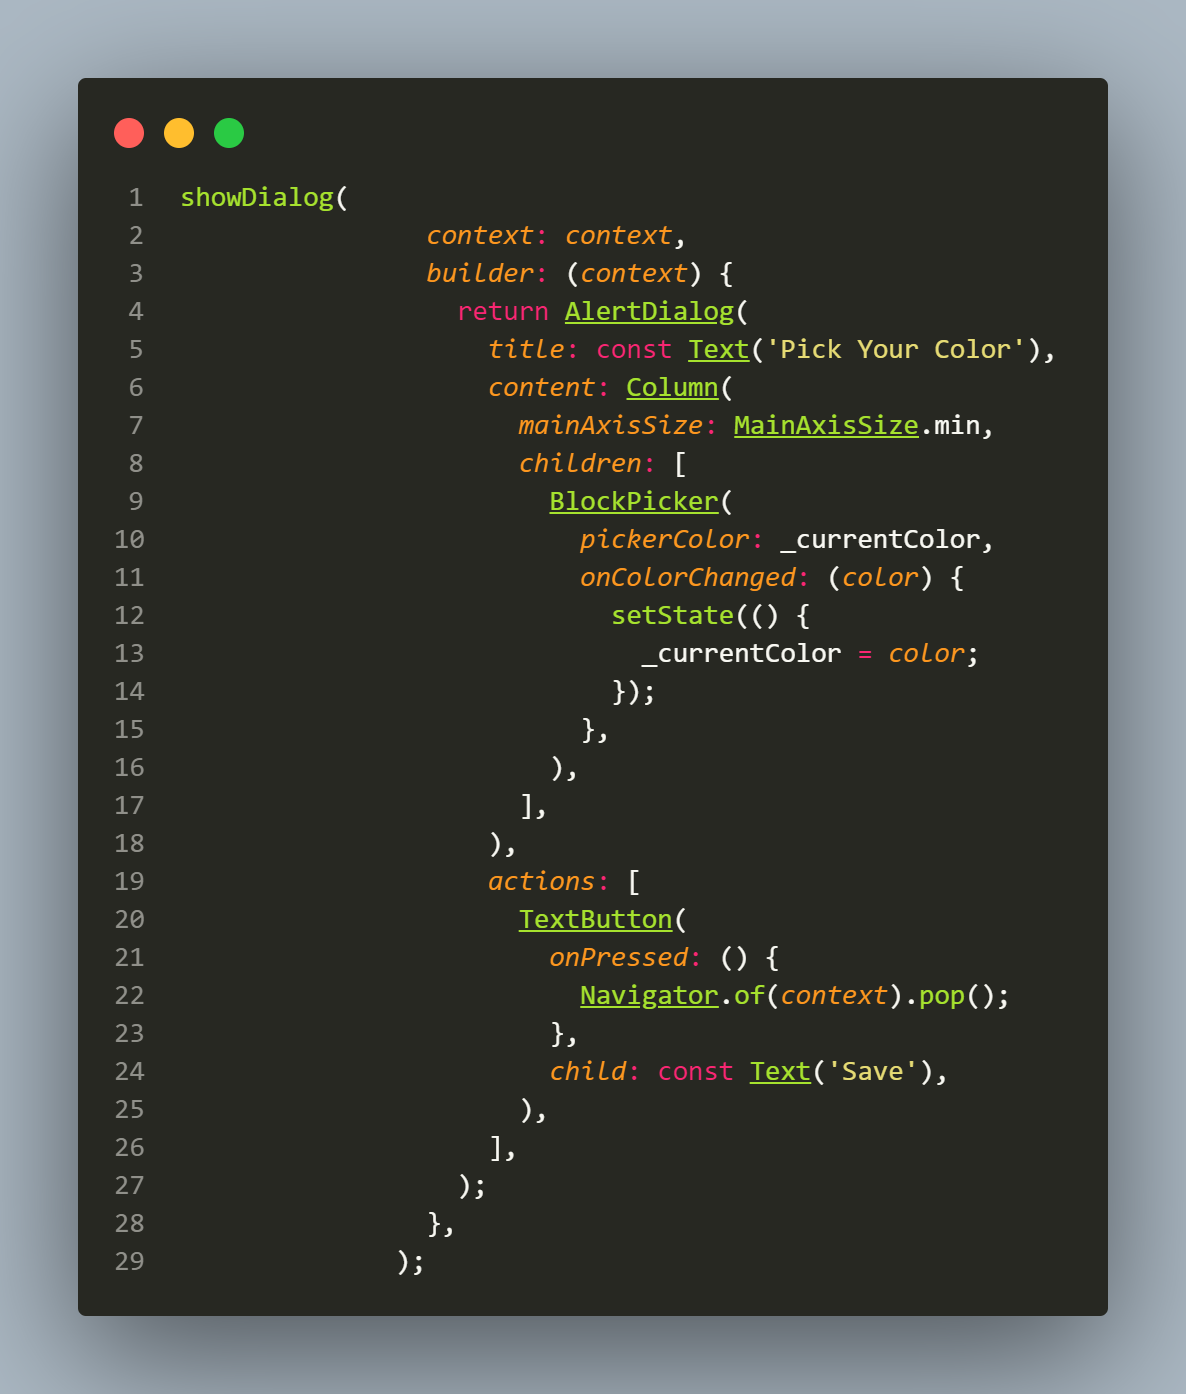 1 showDialog(
2 context: context,
3 builder: (context) {
4 return AlertDialog(
5 title: const Text('Pick Your Color'),
6 content: Column(
7 mainAxisSize: MainAxisSize.min,
8 children: [
9 BlockPicker(
10 pickerColor: _currentColor,
11 onColorChanged: (color) {
12 setState(() {
13 _currentColor = color;
14 });
15 },
16 ),
17 ],
18 ),
19 actions: [
20 TextButton(
21 onPressed: () {
22 Navigator.of(context).pop();
23 },
24 child: const Text('Save'),
25 ),
26 ],
27 );
28 },
29 );